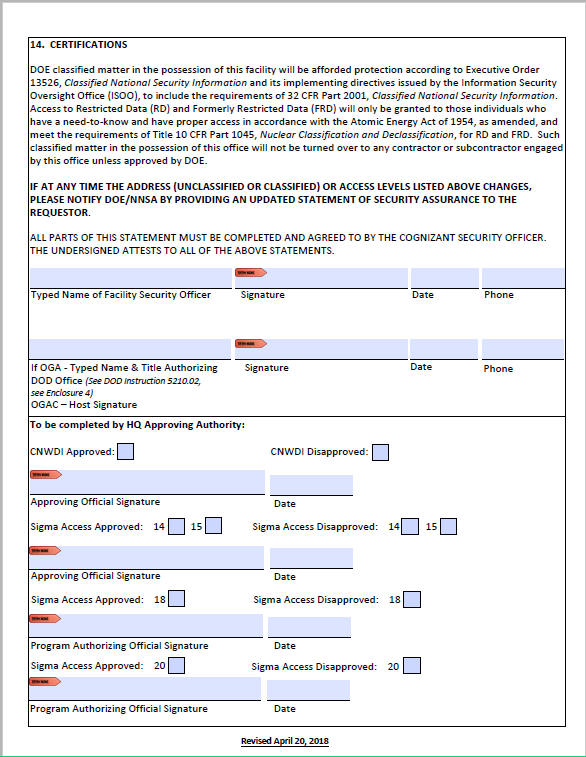 14. CERTIFICATIONS
DOE classified matter in the possession of this facility will be afforded protection according to Executive Order
13526, Classified National Security Information and its implementing directives issued by the Information Security
Oversight Office (ISOO), to include the requirements of 32 CFR Part 2001, Classified National Security Information.
Access to Restricted Data (RD) and Formerly Restricted Data (FRD) will only be granted to those individuals who
have a need-to-know and have proper access in accordance with the Atomic Energy Act of 1954, as amended, and
meet the requirements of Title 10 CFR Part 1045, Nuclear Classification and Declassification, for RD and FRD. Such
classified matter in the possession of this office will not be turned over to any contractor or subcontractor engaged
by this office unless approved by DOE.
IF AT ANY TIME THE ADDRESS (UNCLASSIFIED OR CLASSIFIED) OR ACCESS LEVELS LISTED ABOVE CHANGES,
PLEASE NOTIFY DOE/NNSA BY PROVIDING AN UPDATED STATEMENT OF SECURITY ASSURANCE TO THE
REQUESTOR.
ALL PARTS OF THIS STATEMENT MUST BE COMPLETED AND AGREED TO BY THE COGNIZANT SECURITY OFFICER.
THE UNDERSIGNED ATTESTS TO ALL OF THE ABOVE STATEMENTS.
Typed Name of Facility Security Officer Signature Date Phone
If OGA - Typed Name & Title Authorizing Signature Date Phone
DOD Office (See DOD Instruction 5210.02,
see Enclosure 4)
OGAC – Host Signature
To be completed by HQ Approving Authority:
CNWDI Approved: CNWDI Disapproved:
Approving Official Signature Date
Sigma Access Approved: 14 15 Sigma Access Disapproved: 14 15
Approving Official Signature Date
Sigma Access Approved: 18 Sigma Access Disapproved: 18
Program Authorizing Official Signature Date
Sigma Access Approved: 20 Sigma Access Disapproved: 20
Program Authorizing Official Signature Date
Revised April 20, 2018